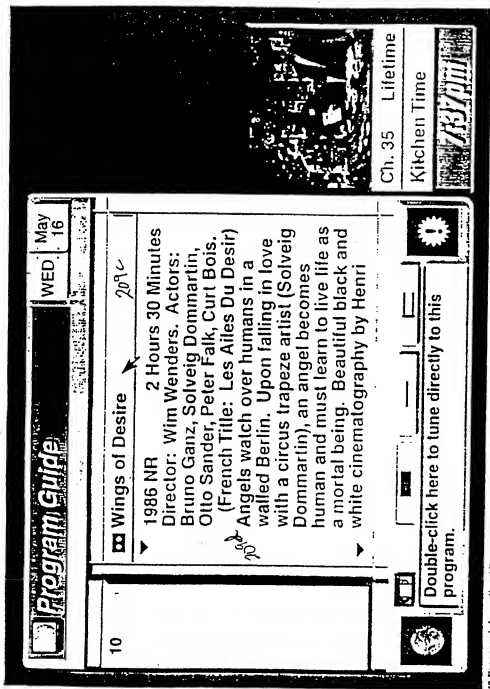 Program Guide
WED
May
16
10
Wings of Desire
209c
1986 NR 2 Hours 30 Minutes
Director: Wim Wenders. Actors:
Bruno Ganz, Solveig Dommartin,
Otto Sander, Peter Falk, Curt Bois.
(French Title: Les Ailes Du Desir)
Angels watch over humans in a
walled Berlin. Upon falling in love
with a circus trapeze artist (Solveig
Dommartin), an angel becomes
human and must learn to live life as
a mortal being. Beautiful black and
white cinematography by Henri
209d
Double-click here to tune directly to this
program.
Ch. 35 Lifetime
Kitchen Time
7:37pm